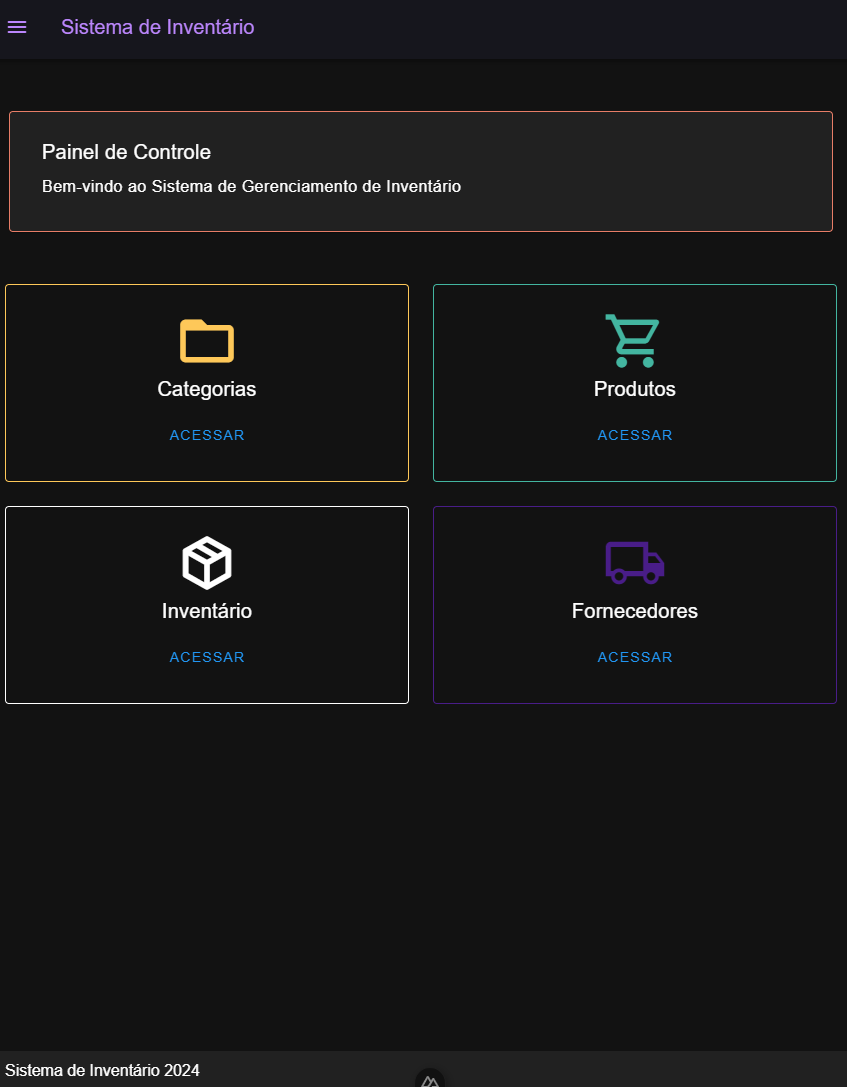 Sistema de Inventário
Painel de Controle
Bem-vindo ao Sistema de Gerenciamento de Inventário
Categorias
ACESSAR
Produtos
ACESSAR
Inventário
ACESSAR
Fornecedores
ACESSAR
Sistema de Inventário 2024